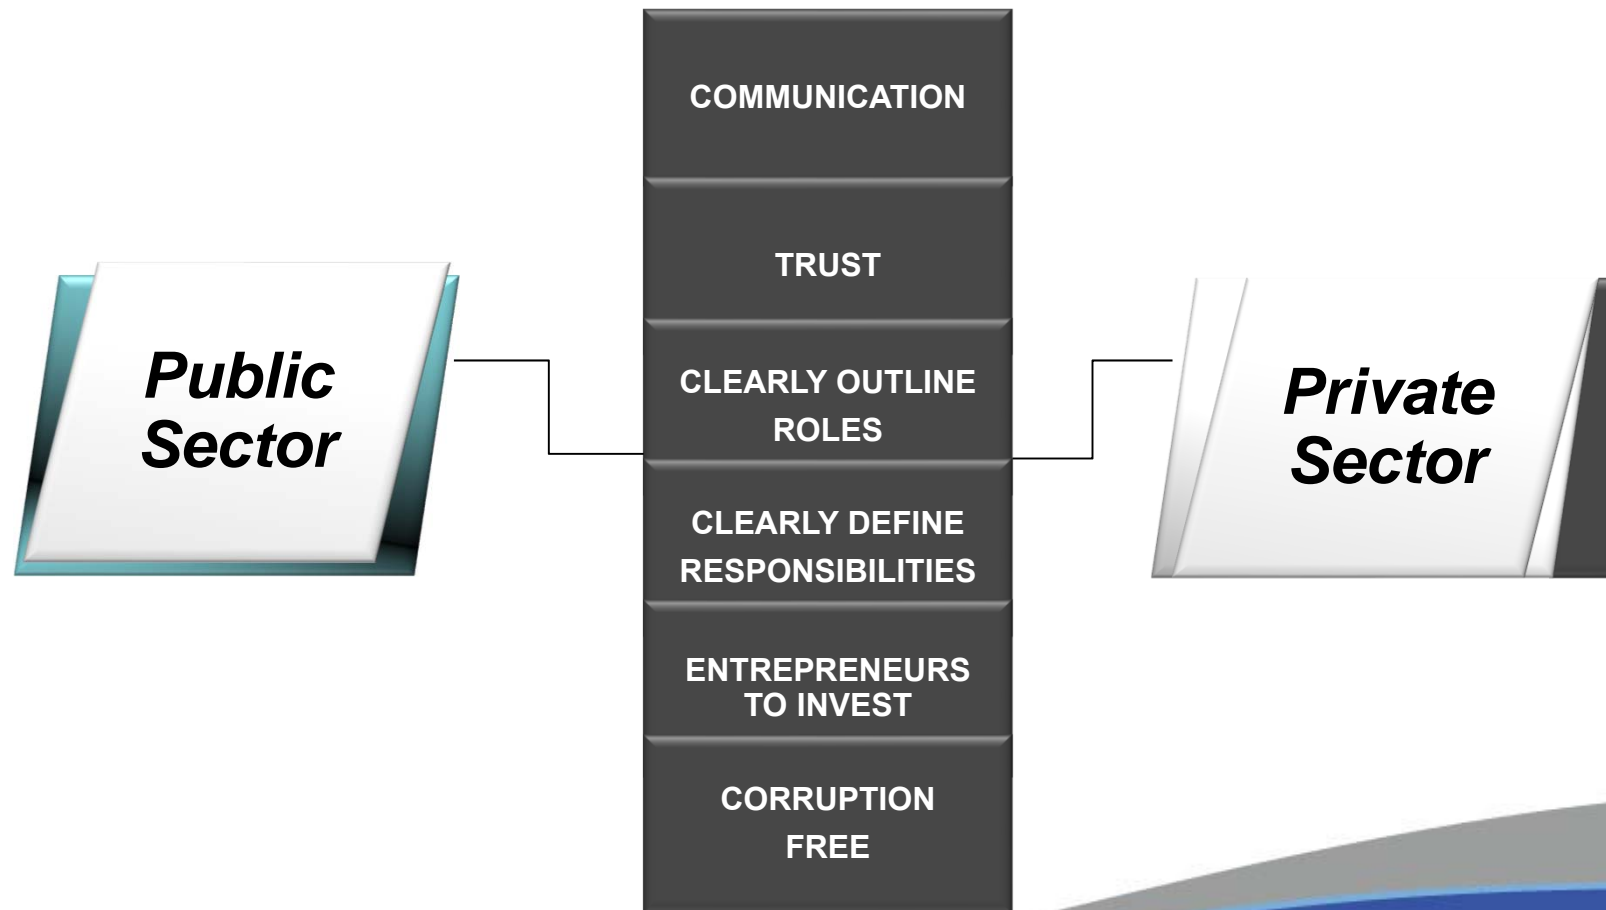 COMMUNICATION
TRUST
Public
Sector
CLEARLY OUTLINE
ROLES
Private
Sector
CLEARLY DEFINE
RESPONSIBILITIES
ENTREPRENEURS
TO INVEST
CORRUPTION
FREE